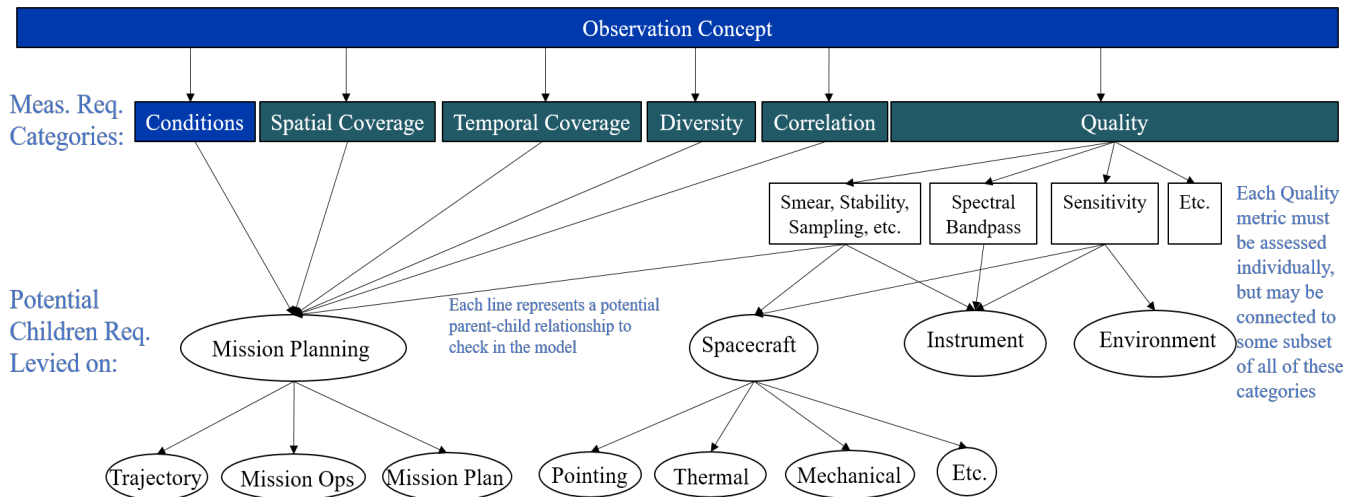 Observation Concept
Meas. Req.
Categories:
Conditions
Spatial Coverage
Temporal Coverage
Diversity
Correlation
Quality
Smear, Stability,
Sampling, etc.
Spectral
Bandpass
Sensitivity
Etc.
Each Quality
metric must
be assessed
individually,
but may be
connected to
some subset
of all of these
categories
Potential
Children Req.
Levied on:
Each line represents a potential
parent-child relationship to
check in the model
Mission Planning
Spacecraft
Instrument
Environment
Trajectory
Mission Ops
Mission Plan
Pointing
Thermal
Mechanical
Etc.